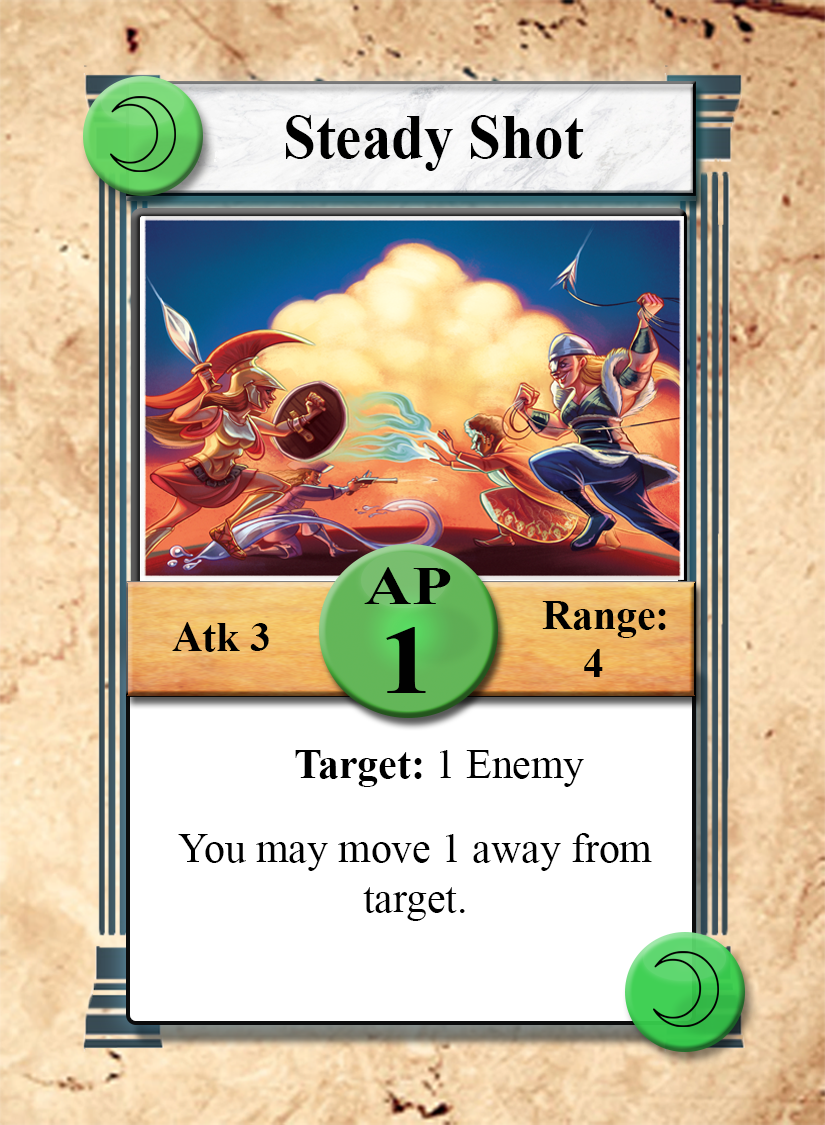 Steady Shot
AP
1
Atk 3
Range:
4
Target: 1 Enemy
You may move 1 away from
target.